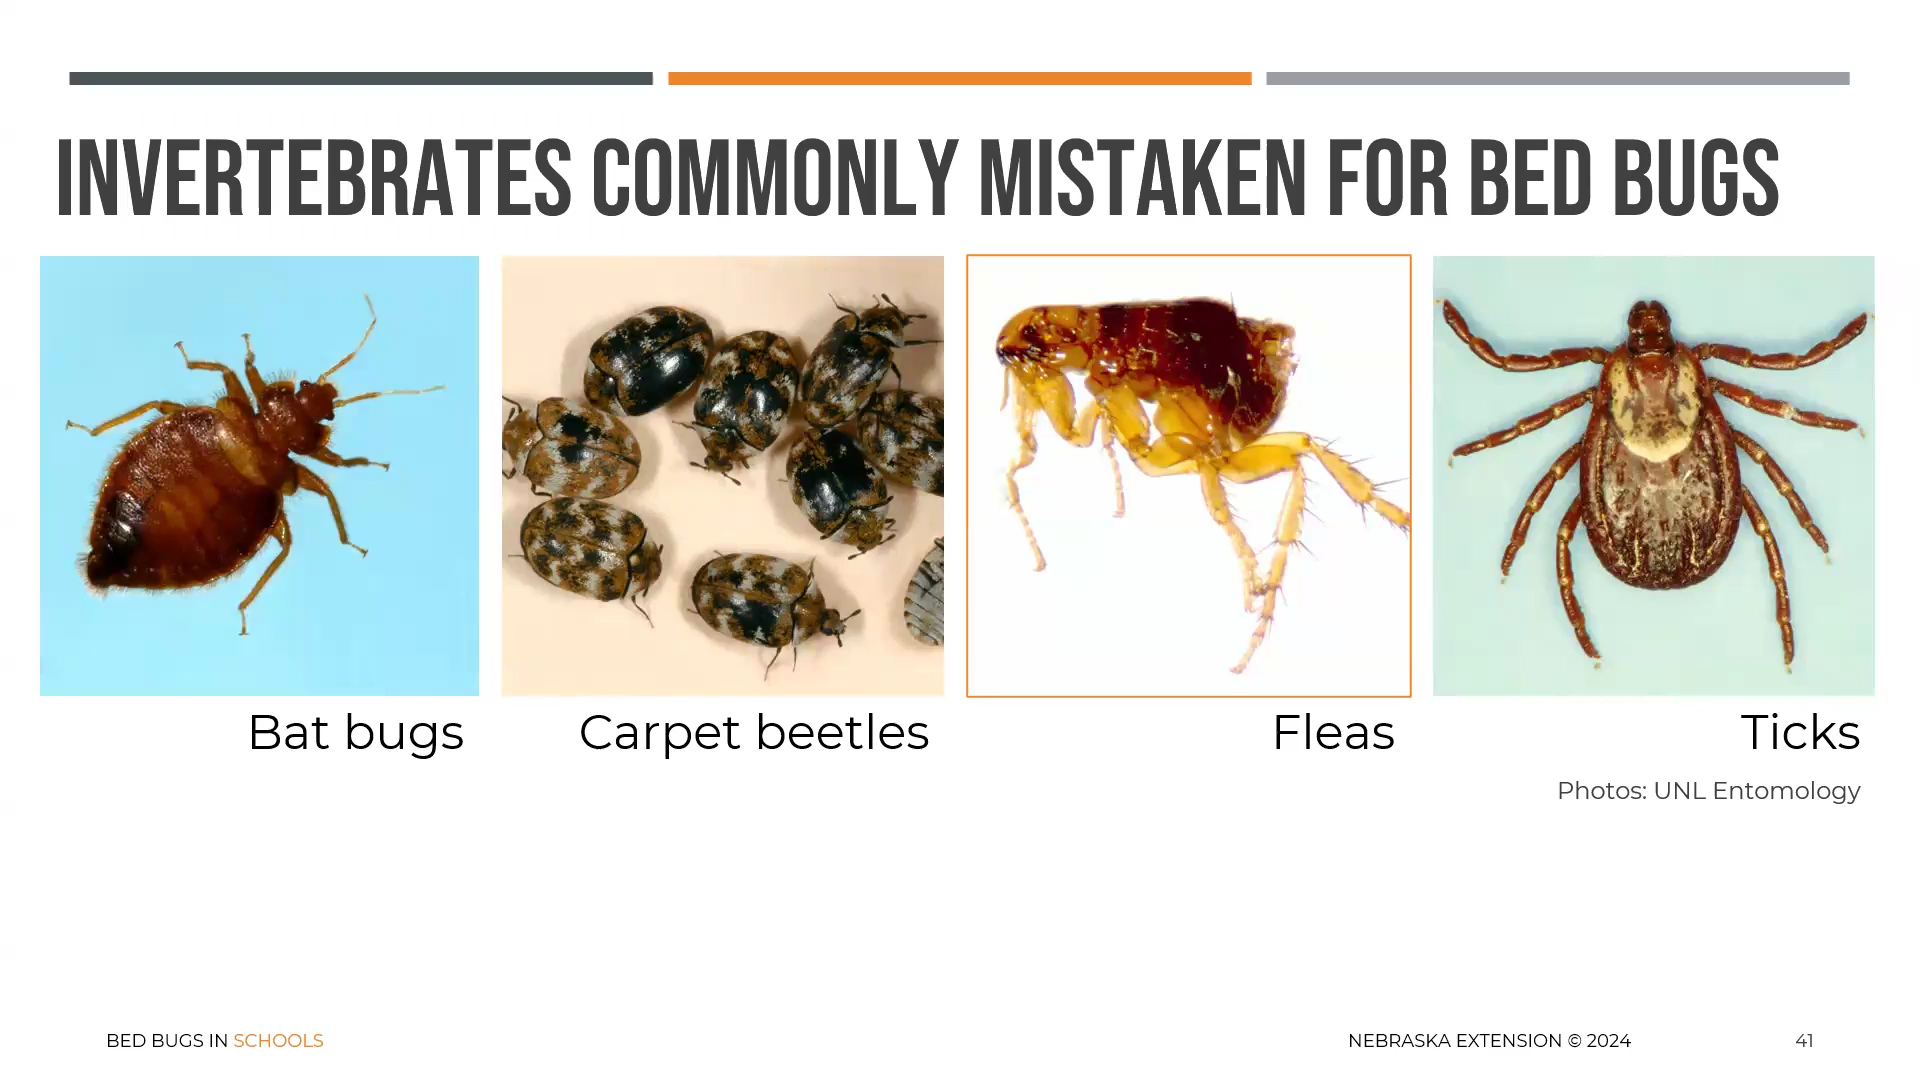 INVERTEBRATES COMMONLY MISTAKEN FOR BED BUGS
Bat bugs
Carpet beetles
Fleas
Ticks
Photos: UNL Entomology
BED BUGS IN SCHOOLS
NEBRASKA EXTENSION © 2024
41